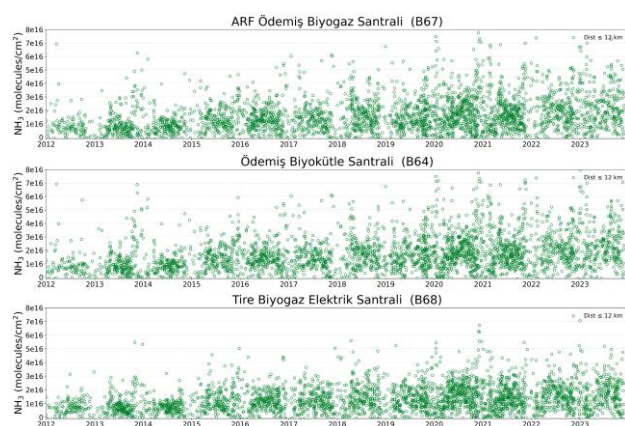 ARF Ödemiş Biyogaz Santrali (B67)
NH₃ (molecules/cm²)
8e16
7e16
6e16
5e16
4e16
3e16
2e16
1e16
0
Dist ≤ 12 km
2012 2013 2014 2015 2016 2017 2018 2019 2020 2021 2022 2023
Ödemiş Biyokütle Santrali (B64)
NH₃ (molecules/cm²)
8e16
7e16
6e16
5e16
4e16
3e16
2e16
1e16
0
Dist ≤ 12 km
2012 2013 2014 2015 2016 2017 2018 2019 2020 2021 2022 2023
Tire Biyogaz Elektrik Santrali (B68)
NH₃ (molecules/cm²)
8e16
7e16
6e16
5e16
4e16
3e16
2e16
1e16
0
Dist ≤ 12 km
2012 2013 2014 2015 2016 2017 2018 2019 2020 2021 2022 2023